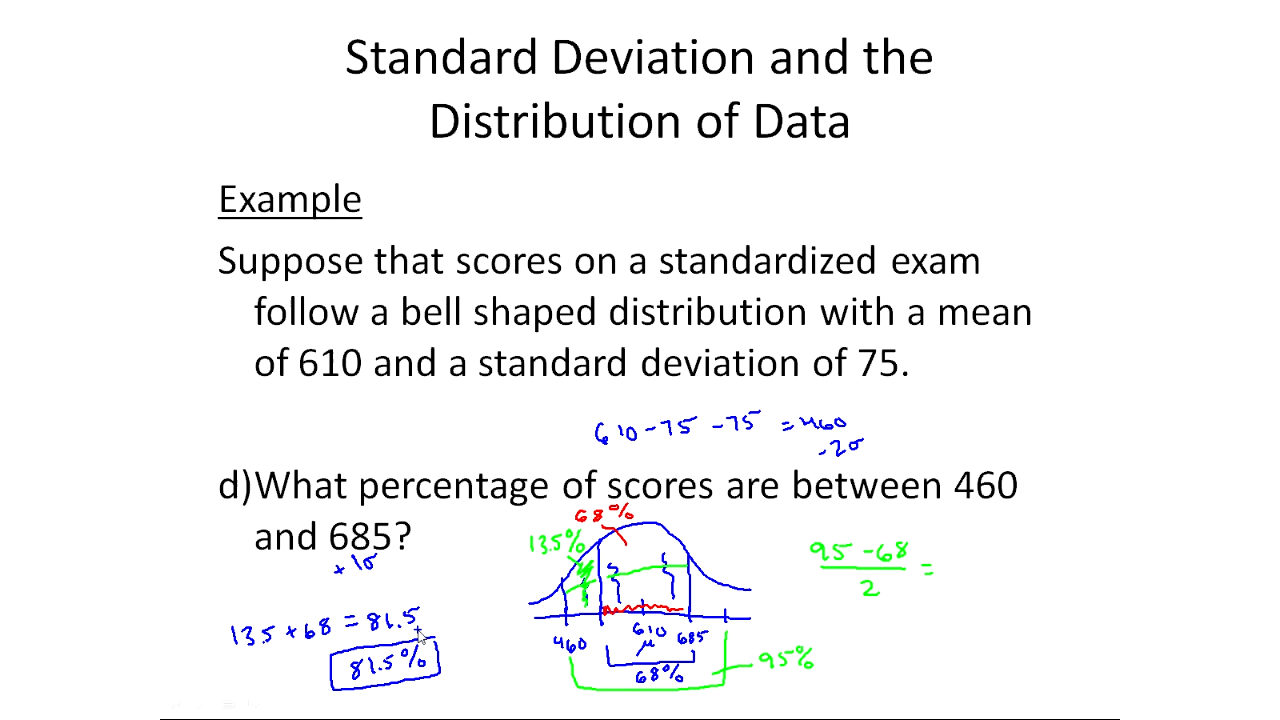 Standard Deviation and the
Distribution of Data
Example
Suppose that scores on a standardized exam
follow a bell shaped distribution with a mean
of 610 and a standard deviation of 75.
610 - 75 - 75 = 460
-2σ
d)What percentage of scores are between 460
and 685?
+1σ
68%
13.5%
95 - 68
2
=
13.5 + 68 = 81.5
81.5%
460
610
685
μ
68%
95%